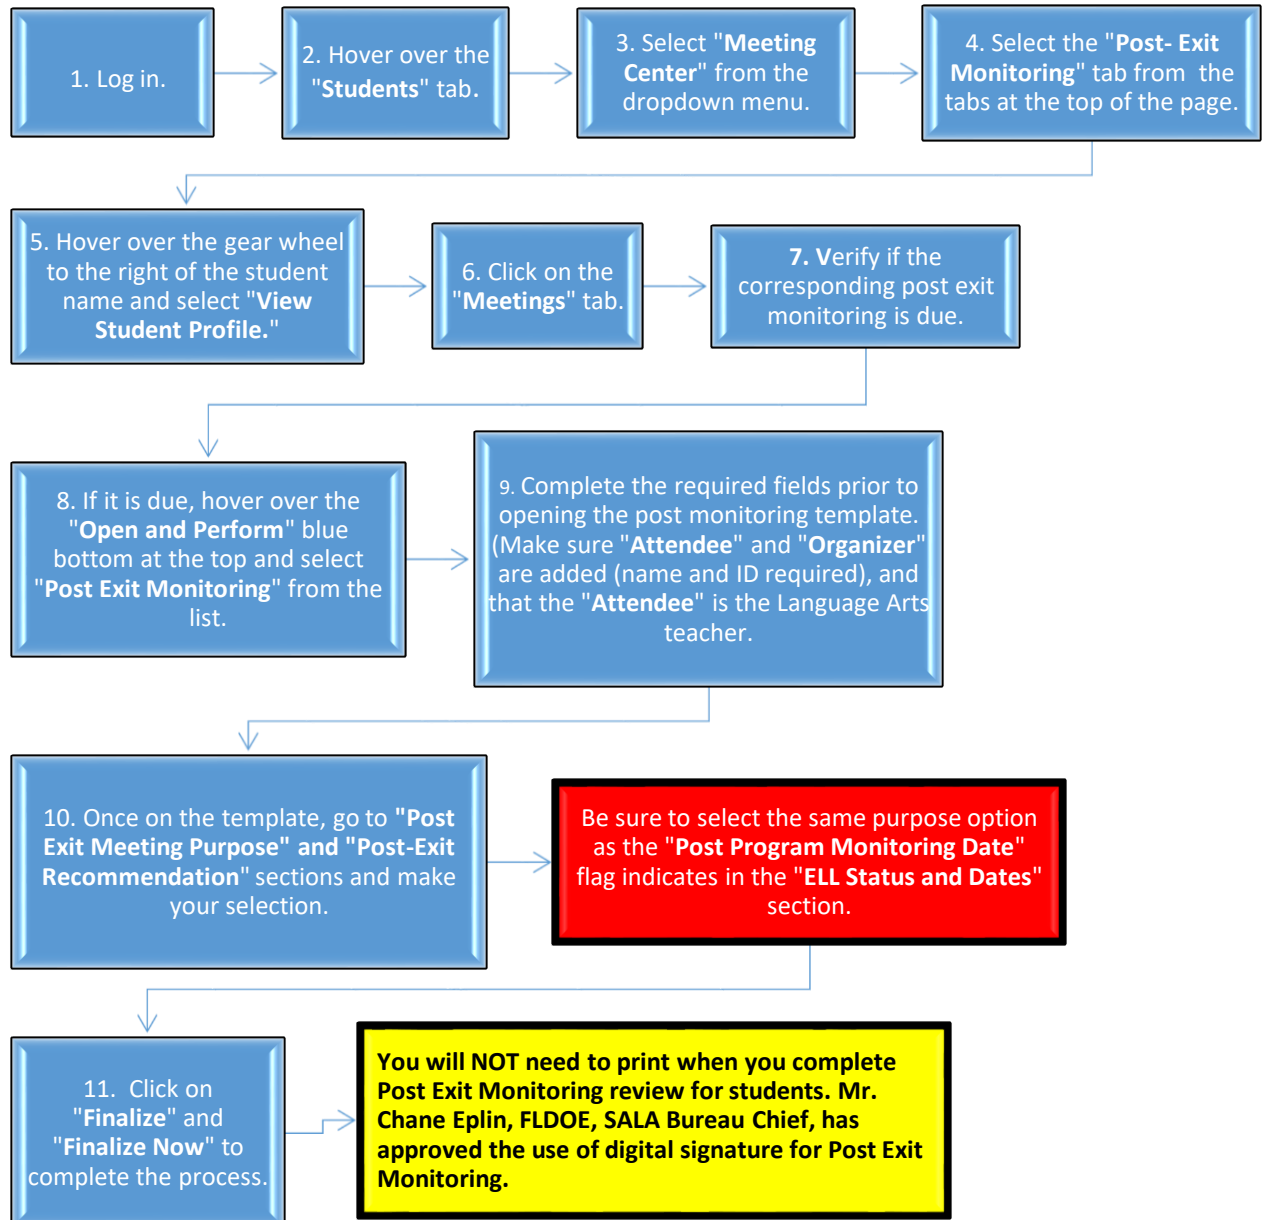 1. Log in.
2. Hover over the
"Students" tab.
3. Select "Meeting
Center" from the
dropdown menu.
4. Select the "Post- Exit
Monitoring" tab from the
tabs at the top of the page.
5. Hover over the gear wheel
to the right of the student
name and select "View
Student Profile."
6. Click on the
"Meetings" tab.
7. Verify if the
corresponding post exit
monitoring is due.
8. If it is due, hover over the
"Open and Perform" blue
bottom at the top and select
"Post Exit Monitoring" from the
list.
9. Complete the required fields prior to
opening the post monitoring template.
(Make sure "Attendee" and "Organizer"
are added (name and ID required), and
that the "Attendee" is the Language Arts
teacher.
10. Once on the template, go to "Post
Exit Meeting Purpose" and "Post-Exit
Recommendation" sections and make
your selection.
Be sure to select the same purpose option
as the "Post Program Monitoring Date"
flag indicates in the "ELL Status and Dates"
section.
11. Click on
"Finalize" and
"Finalize Now" to
complete the process.
You will NOT need to print when you complete
Post Exit Monitoring review for students. Mr.
Chane Eplin, FLDOE, SALA Bureau Chief, has
approved the use of digital signature for Post Exit
Monitoring.